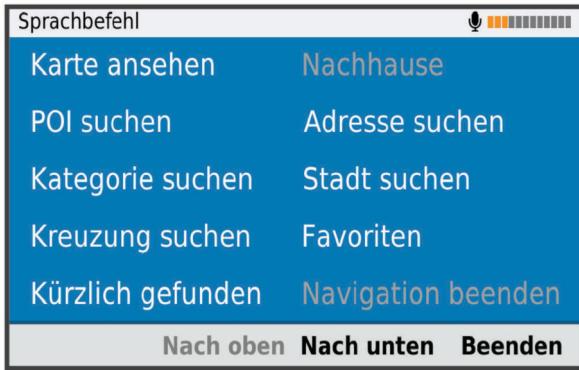 Sprachbefehl
Karte ansehen Nachhause
POI suchen Adresse suchen
Kategorie suchen Stadt suchen
Kreuzung suchen Favoriten
Kürzlich gefunden Navigation beenden
Nach oben Nach unten Beenden